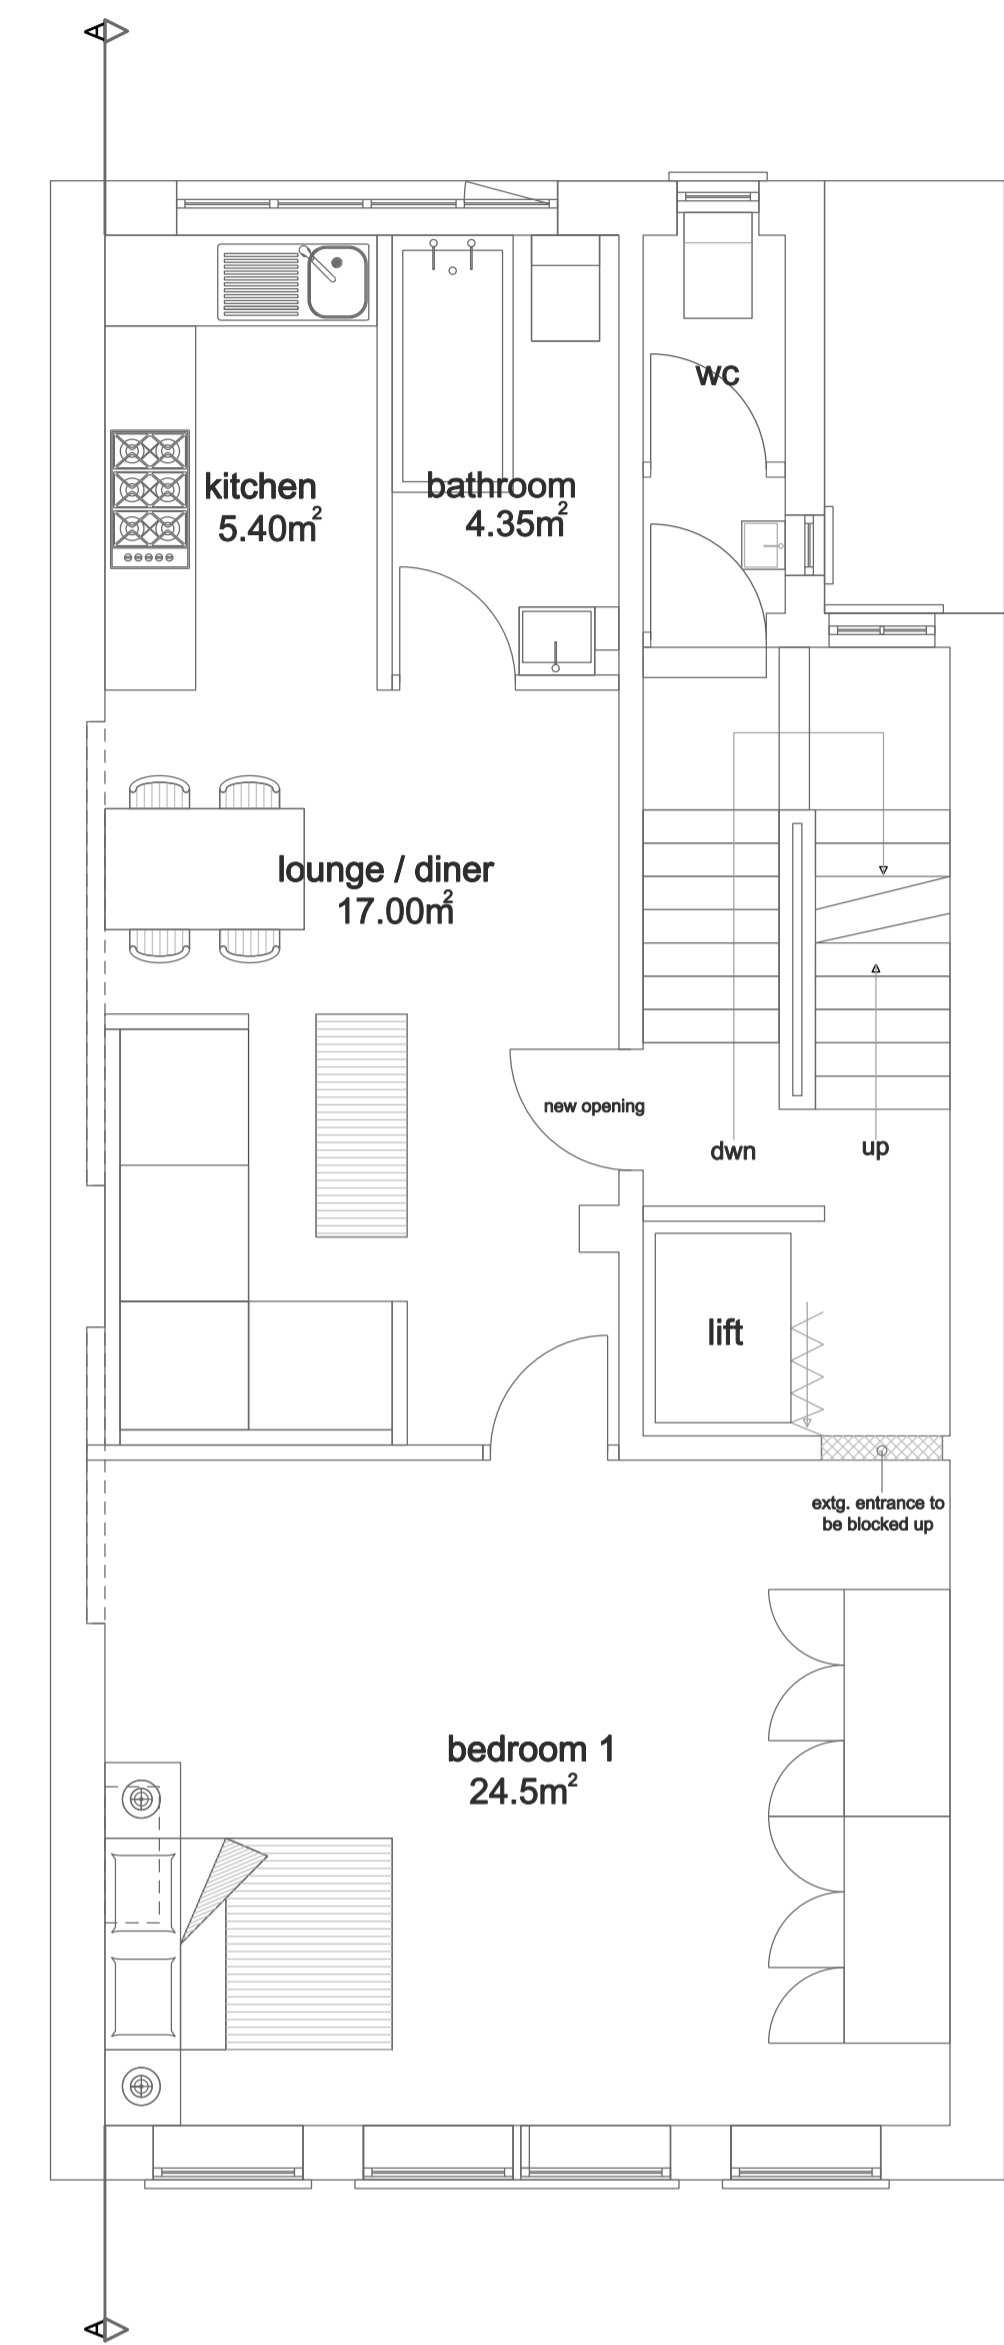 A
wc
kitchen
5.40m²
bathroom
4.35m²
lounge / diner
17.00m²
new opening
dwn
up
lift
extg. entrance to
be blocked up
bedroom 1
24.5m²
A